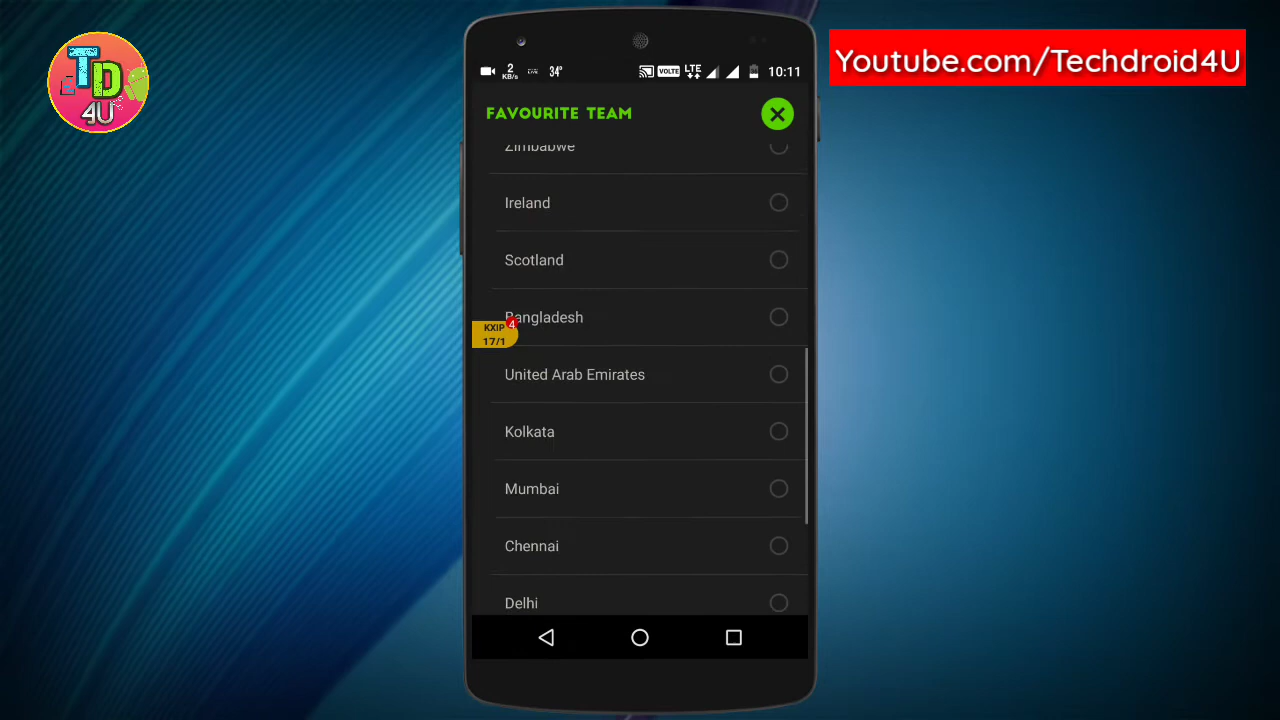 TD
4U
Youtube.com/Techdroid4U
2
KB/s
LIVE
34°
VOLTE
LTE
10:11
FAVOURITE TEAM
Zimbabwe
Ireland
Scotland
Bangladesh
KXIP 4
17/1
United Arab Emirates
Kolkata
Mumbai
Chennai
Delhi